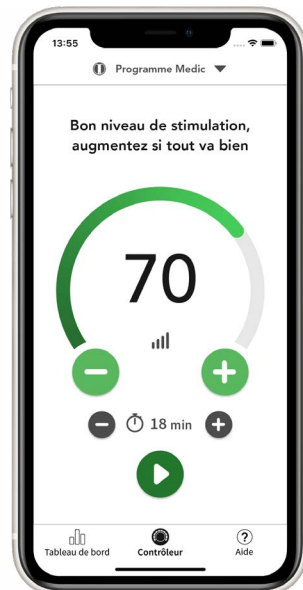 13:55
Programme Medic
Bon niveau de stimulation,
augmentez si tout va bien
70
18 min
Tableau de bord
Contrôleur
Aide